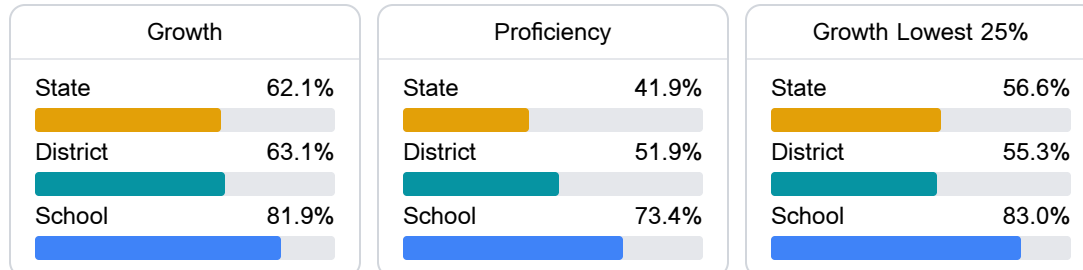 Growth
State 62.1%
District 63.1%
School 81.9%
Proficiency
State 41.9%
District 51.9%
School 73.4%
Growth Lowest 25%
State 56.6%
District 55.3%
School 83.0%